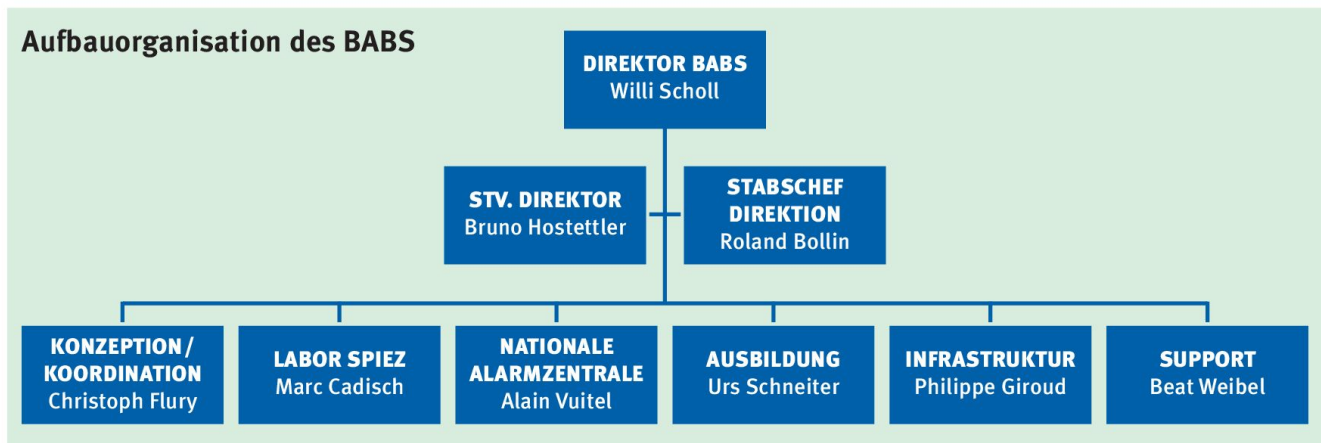 Aufbauorganisation des BABS
DIREKTOR BABS
Willi Scholl
STV. DIREKTOR
Bruno Hostettler
STABSCHEF
DIREKTION
Roland Bollin
KONZEPTION /
KOORDINATION
Christoph Flury
LABOR SPIEZ
Marc Cadisch
NATIONALE
ALARMZENTRALE
Alain Vuitel
AUSBILDUNG
Urs Schneiter
INFRASTRUKTUR
Philippe Giroud
SUPPORT
Beat Weibel